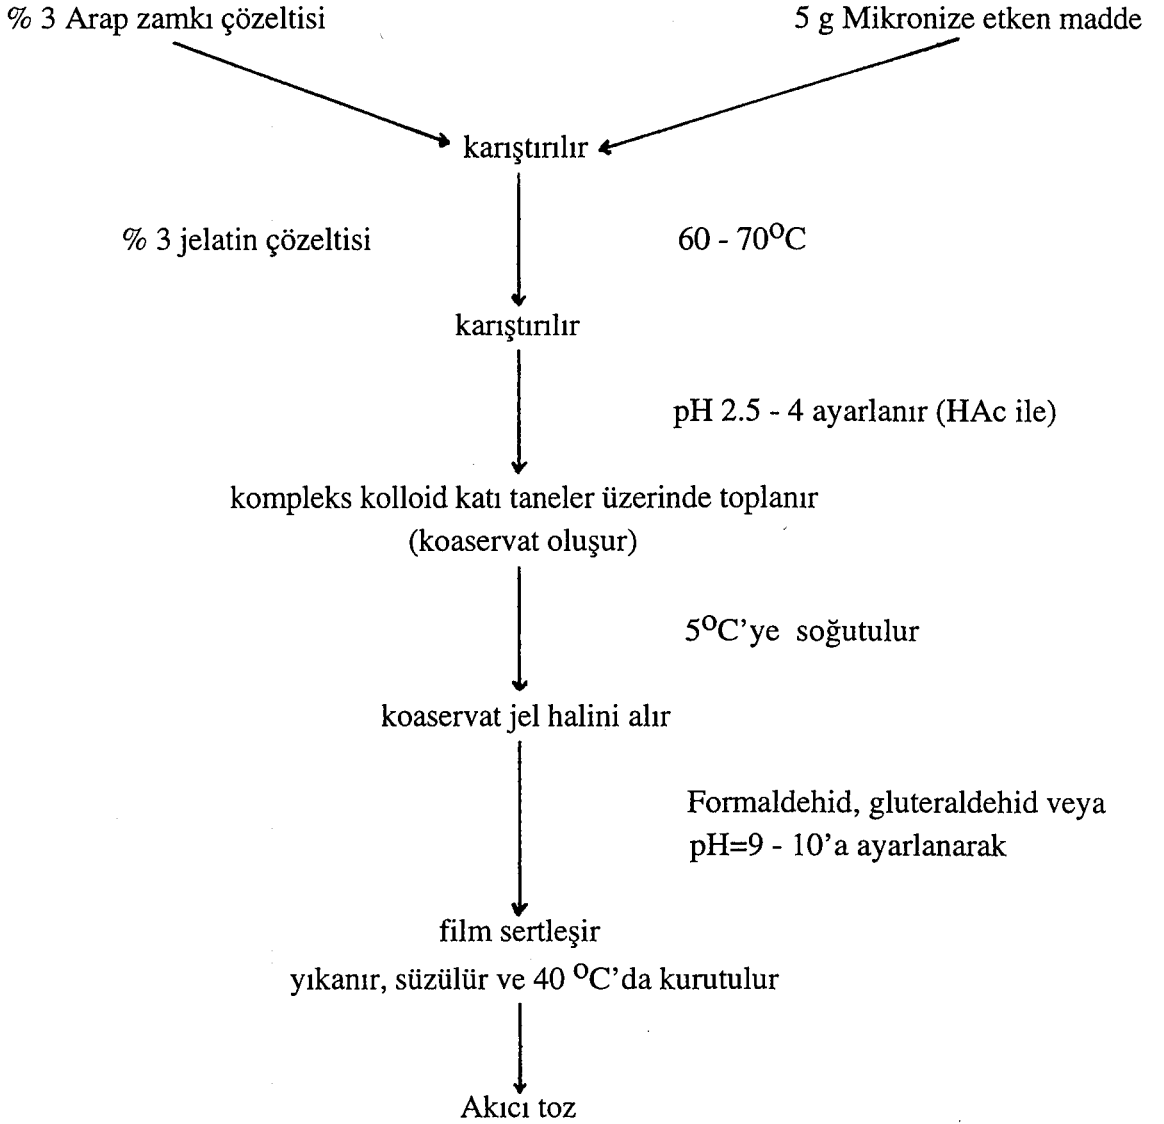 % 3 Arap zamkı çözeltisi
5 g Mikronize etken madde
karıştırılır
% 3 jelatin çözeltisi
60 - 70°C
karıştırılır
pH 2.5 - 4 ayarlanır (HAc ile)
kompleks kolloid katı taneler üzerinde toplanır
(koaservat oluşur)
5°C'ye soğutulur
koaservat jel halini alır
Formaldehid, gluteraldehid veya
pH=9 - 10'a ayarlanarak
film sertleşir
yıkanır, süzülür ve 40 °C'da kurutulur
Akıcı toz